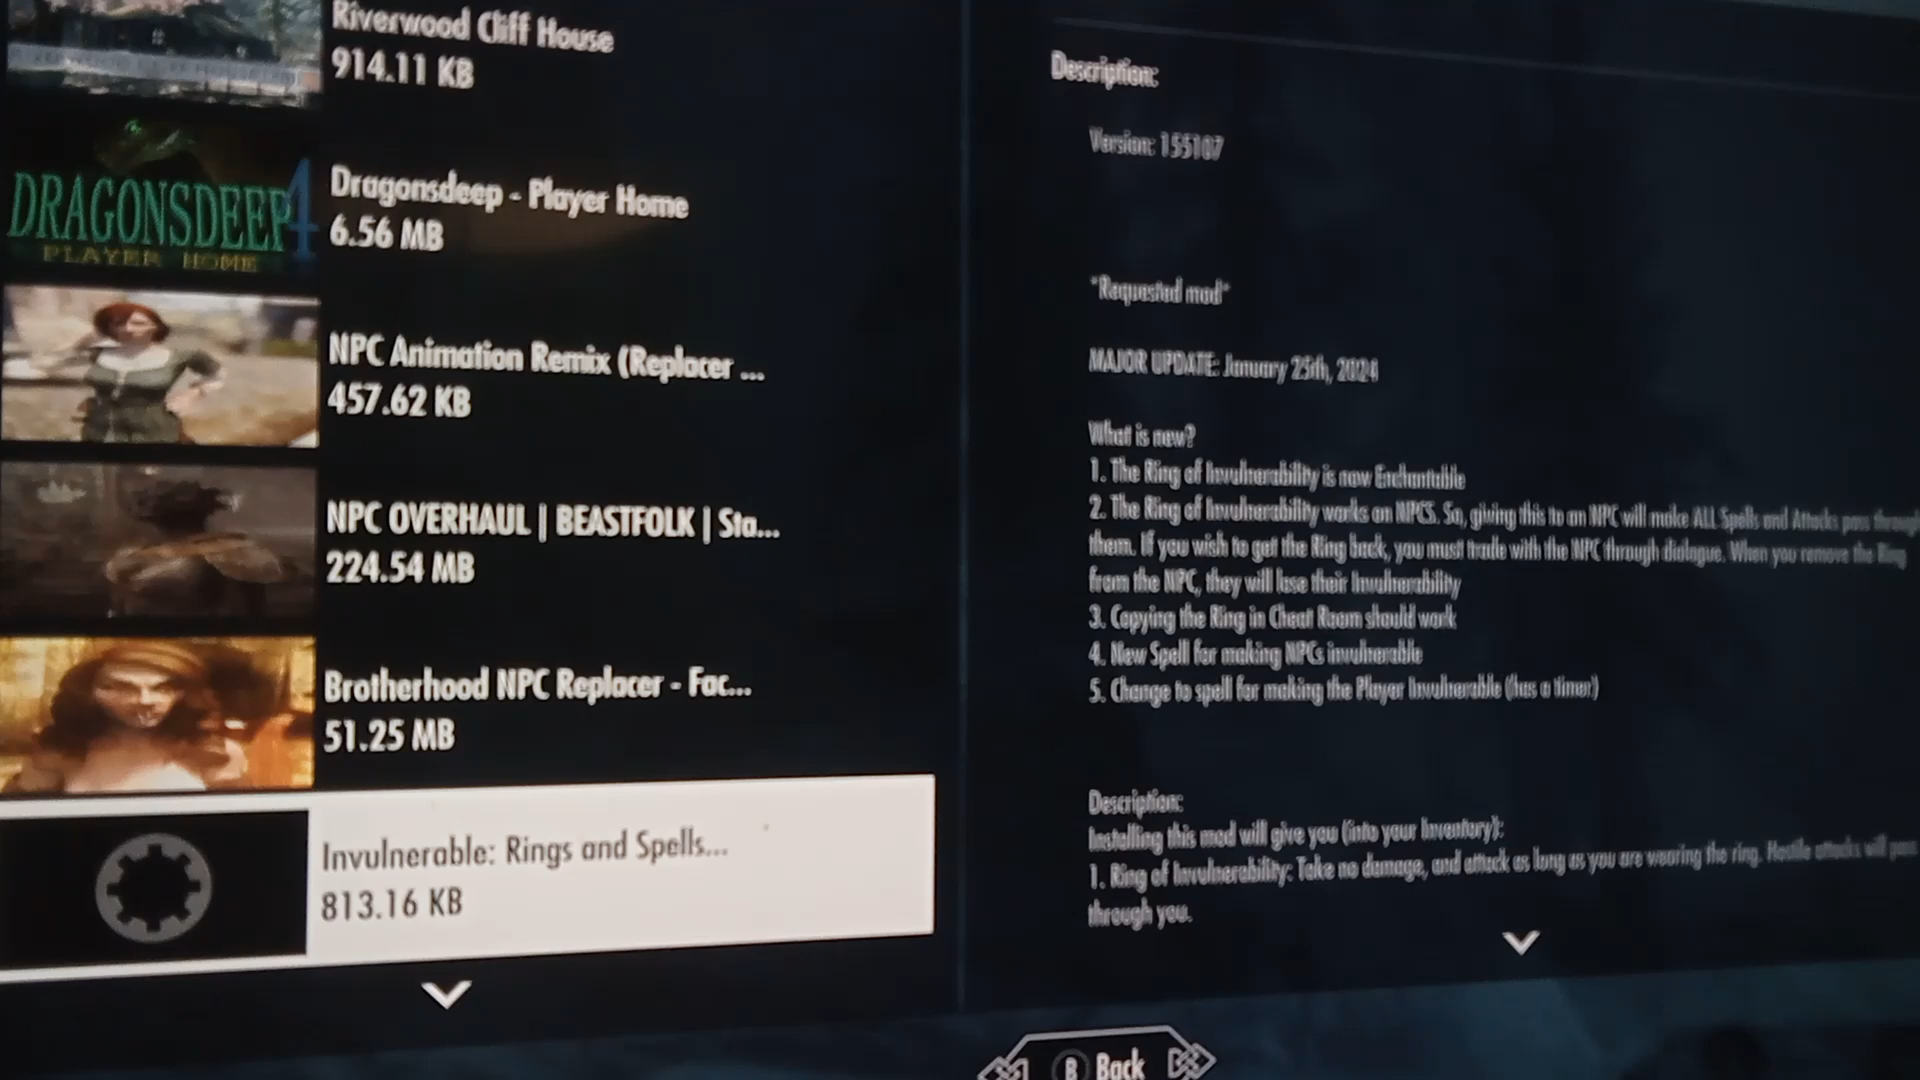 Riverwood Cliff House
914.11 KB
DRAGONSDEEP 4
PLAYER HOME
Dragonsdeep - Player Home
6.56 MB
NPC Animation Remix (Replacer ...
457.62 KB
NPC OVERHAUL | BEASTFOLK | Sta...
224.54 MB
Brotherhood NPC Replacer - Fac...
51.25 MB
Invulnerable: Rings and Spells...
813.16 KB
Description:
Version: 155107
*Requested mod*
MAJOR UPDATE: January 25th, 2024
What is new?
1. The Ring of Invulnerability is now Enchantable
2. The Ring of Invulnerability works on NPCS. So, giving this to an NPC will make ALL Spells and Attacks pass through
them. If you wish to get the Ring back, you must trade with the NPC through dialogue. When you remove the Ring
from the NPC, they will lose their Invulnerability
3. Copying the Ring in Cheat Room should work
4. New Spell for making NPCs invulnerable
5. Change to spell for making the Player Invulnerable (has a timer)
Description:
Installing this mod will give you (into your Inventory):
1. Ring of Invulnerability: Take no damage, and attack as long as you are wearing the ring. Hostile attacks will pass
through you.
B Back